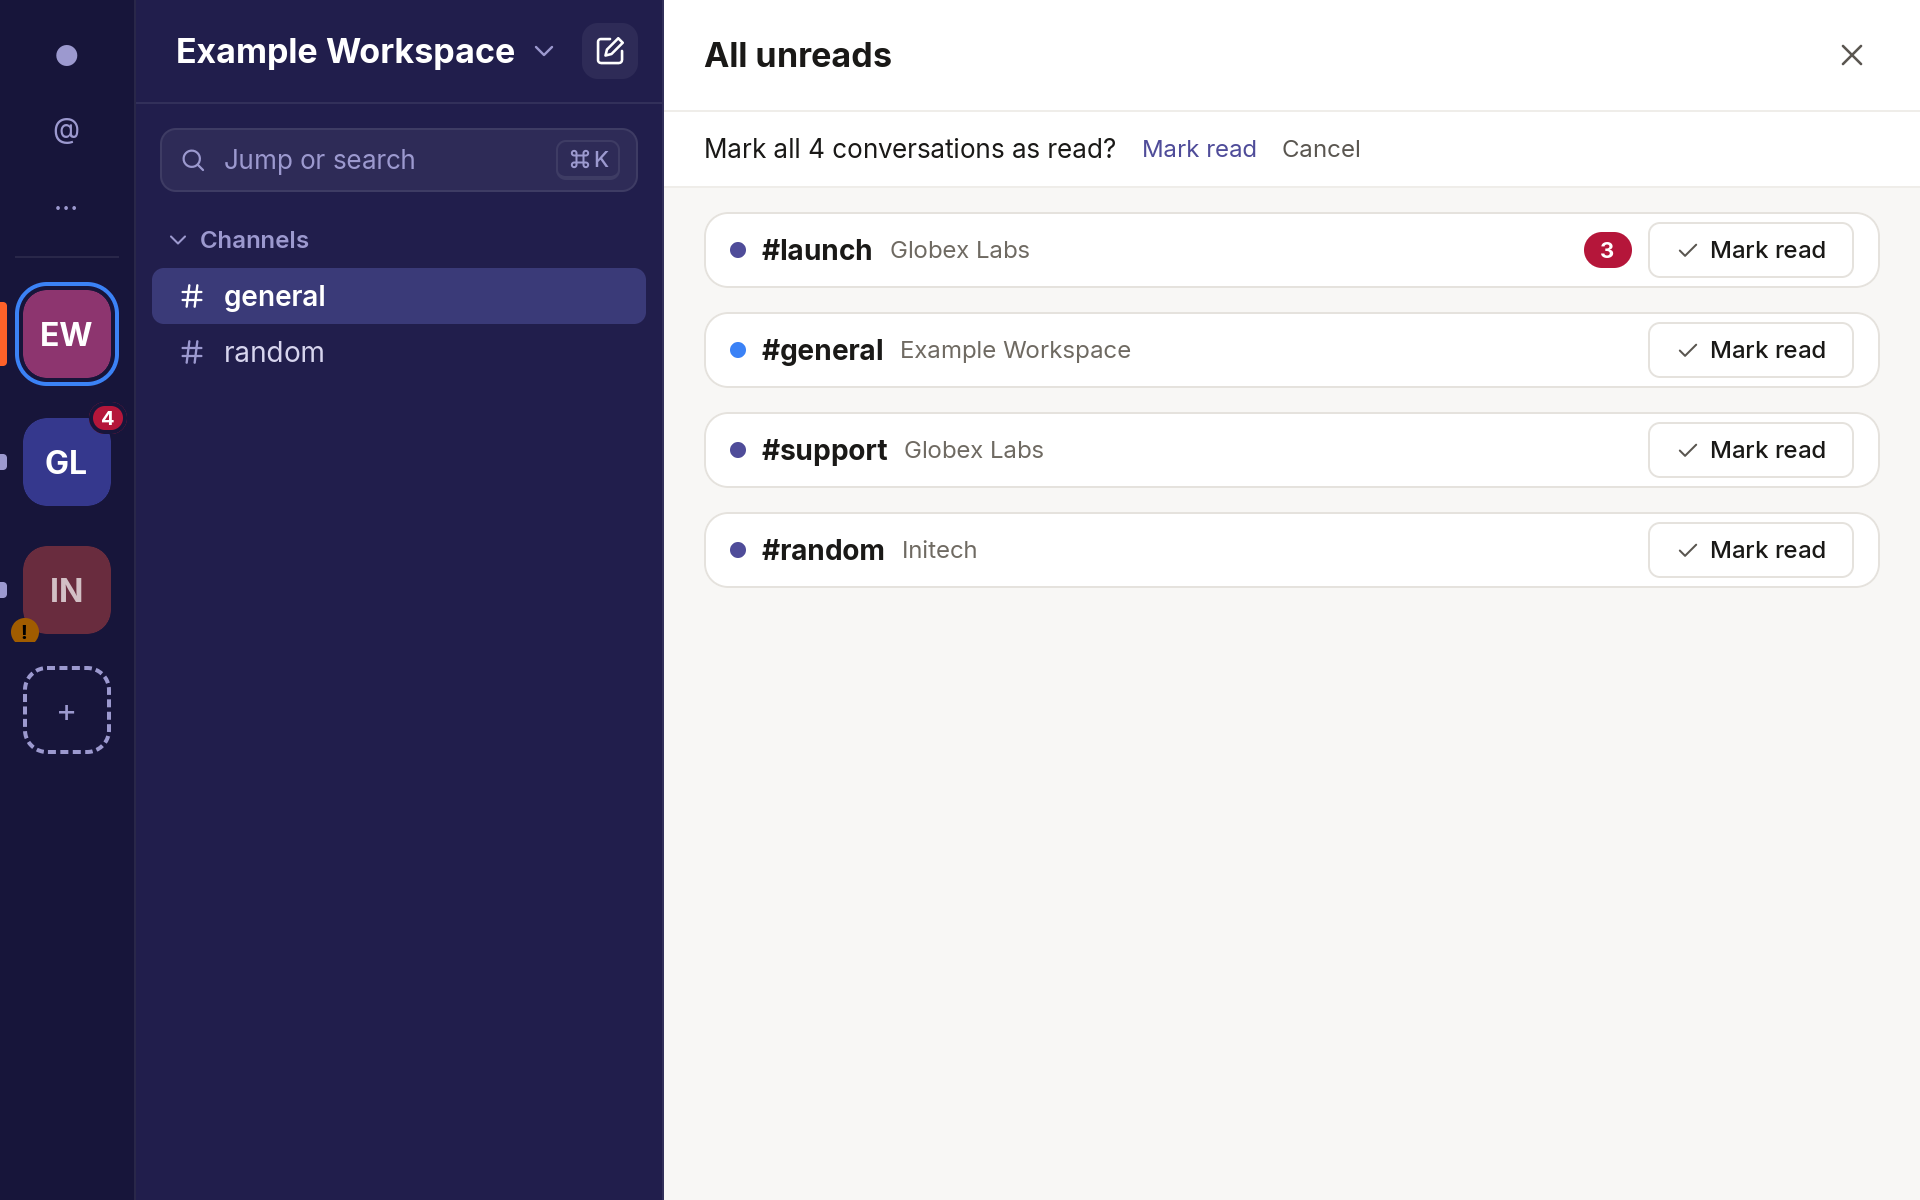 @
...
EW
4
GL
IN
!
+
Example Workspace
Jump or search
⌘K
Channels
# general
# random
All unreads
Mark all 4 conversations as read? Mark read Cancel
#launch Globex Labs 3 Mark read
#general Example Workspace Mark read
#support Globex Labs Mark read
#random Initech Mark read